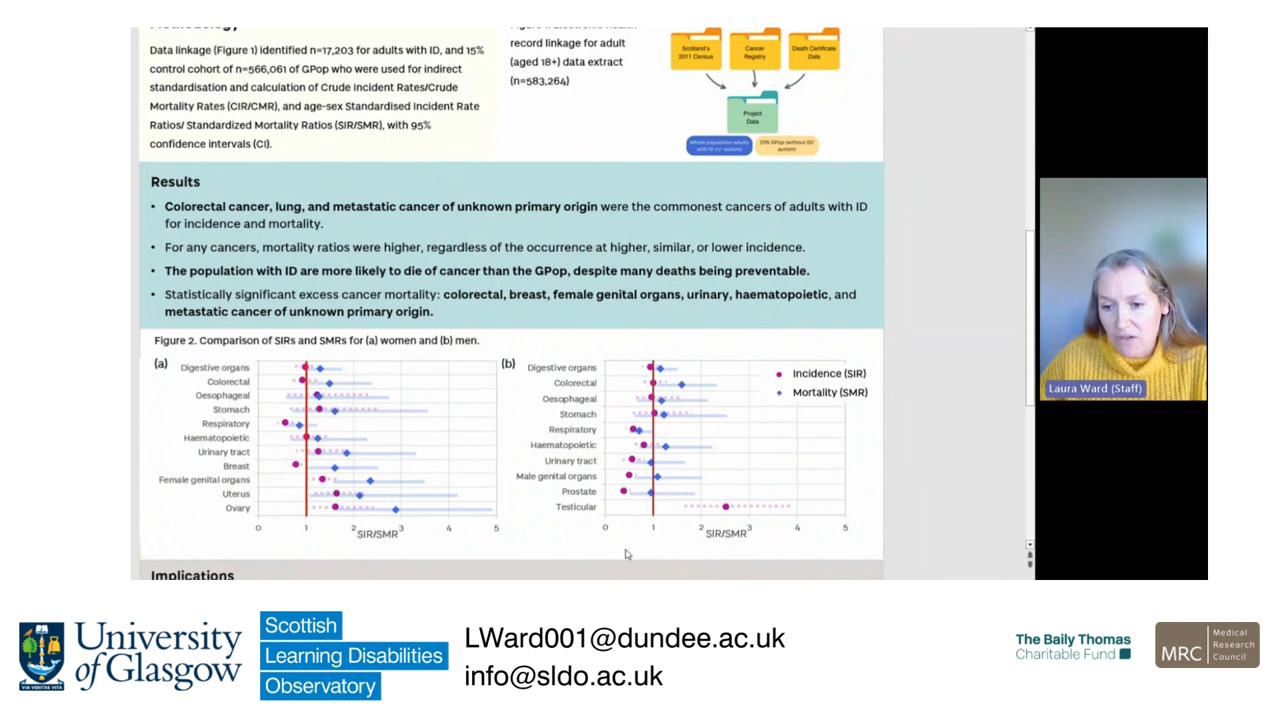 Methodology
Data linkage (Figure 1) identified n=17,203 for adults with ID, and 15%
control cohort of n=566,061 of GPop who were used for indirect
standardisation and calculation of Crude Incident Rates/Crude
Mortality Rates (CIR/CMR), and age-sex Standardised Incident Rate
Ratios/ Standardized Mortality Ratios (SIR/SMR), with 95%
confidence intervals (CI).
Figure 1. Electronic health
record linkage for adult
(aged 18+) data extract
(n=583,264)
Scotland's
2011 Census
Cancer
Registry
Death Certificate
Data
Project
Data
Whole population adults
with ID (+/- autism)
15% GPop (without ID/
autism)
Results
• Colorectal cancer, lung, and metastatic cancer of unknown primary origin were the commonest cancers of adults with ID
for incidence and mortality.
• For any cancers, mortality ratios were higher, regardless of the occurrence at higher, similar, or lower incidence.
• The population with ID are more likely to die of cancer than the GPop, despite many deaths being preventable.
• Statistically significant excess cancer mortality: colorectal, breast, female genital organs, urinary, haematopoietic, and
metastatic cancer of unknown primary origin.
Figure 2. Comparison of SIRs and SMRs for (a) women and (b) men.
(a)
Digestive organs
Colorectal
Oesophageal
Stomach
Respiratory
Haematopoietic
Urinary tract
Breast
Female genital organs
Uterus
Ovary
0 1 2 3 4 5
SIR/SMR
(b)
Digestive organs
Colorectal
Oesophageal
Stomach
Respiratory
Haematopoietic
Urinary tract
Male genital organs
Prostate
Testicular
0 1 2 3 4 5
SIR/SMR
Incidence (SIR)
Mortality (SMR)
Implications
Laura Ward (Staff)
University
of Glasgow
VIA VERITAS VITA
Scottish
Learning Disabilities
Observatory
LWard001@dundee.ac.uk
info@sldo.ac.uk
The Baily Thomas
Charitable Fund
MRC
Medical
Research
Council